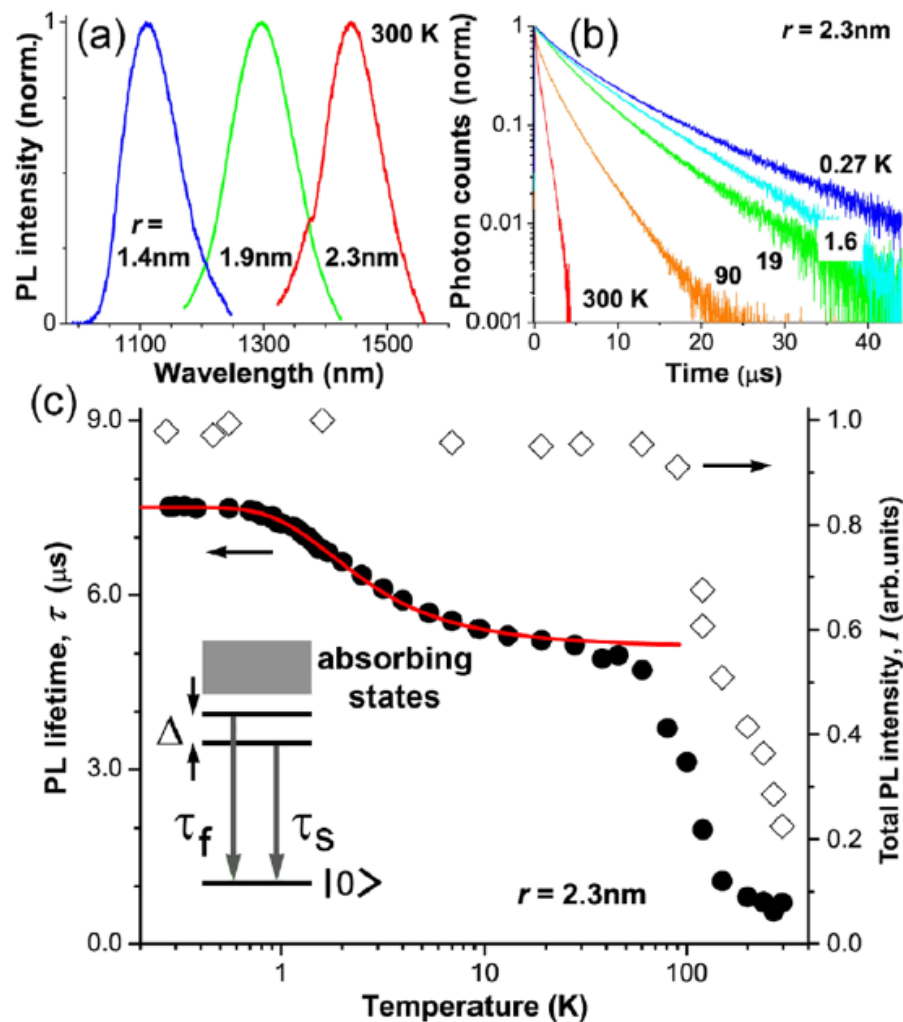 (a)
300 K
PL intensity (norm.)
1
0
r =
1.4nm
1.9nm
2.3nm
1100
1300
1500
Wavelength (nm)
(b)
r = 2.3nm
Photon counts (norm.)
1
0.1
0.01
0.001
0.27 K
1.6
19
90
300 K
0
10
20
30
40
Time (μs)
(c)
PL lifetime, τ (μs)
9.0
6.0
3.0
0.0
absorbing
states
Δ
τf
τS
|0>
r = 2.3nm
1
10
100
Temperature (K)
1.0
0.8
0.6
0.4
0.2
0.0
Total PL intensity, I (arb.units)